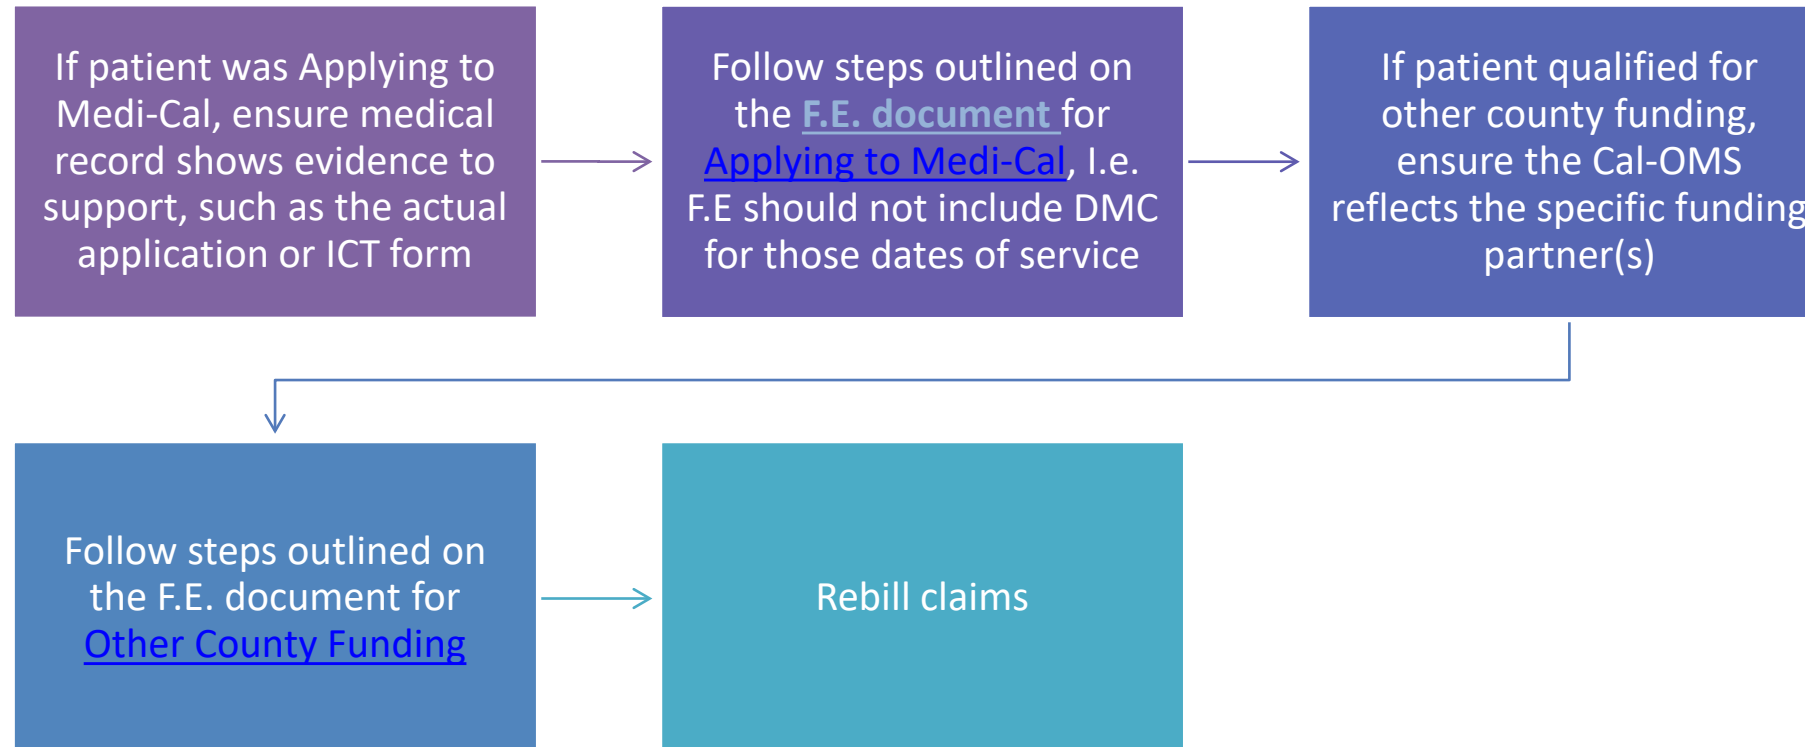 If patient was Applying to
Medi-Cal, ensure medical
record shows evidence to
support, such as the actual
application or ICT form
Follow steps outlined on
the F.E. document for
Applying to Medi-Cal, I.e.
F.E should not include DMC
for those dates of service
If patient qualified for
other county funding,
ensure the Cal-OMS
reflects the specific funding
partner(s)
Follow steps outlined on
the F.E. document for
Other County Funding
Rebill claims